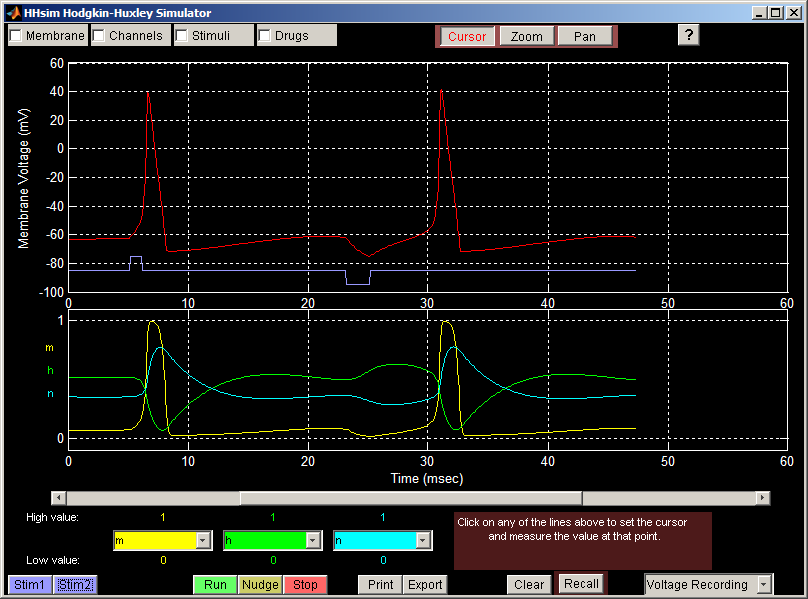 HHsim Hodgkin-Huxley Simulator
Membrane Channels Stimuli Drugs Cursor Zoom Pan ?
60
40
20
0
-20
-40
-60
-80
-100
Membrane Voltage (mV)
0 10 20 30 40 50 60
1
m
h
n
0
0 10 20 30 40 50 60
Time (msec)
High value: 1 1 1
m h n
Low value: 0 0 0
Click on any of the lines above to set the cursor
and measure the value at that point.
Stim1 Stim2 Run Nudge Stop Print Export Clear Recall Voltage Recording